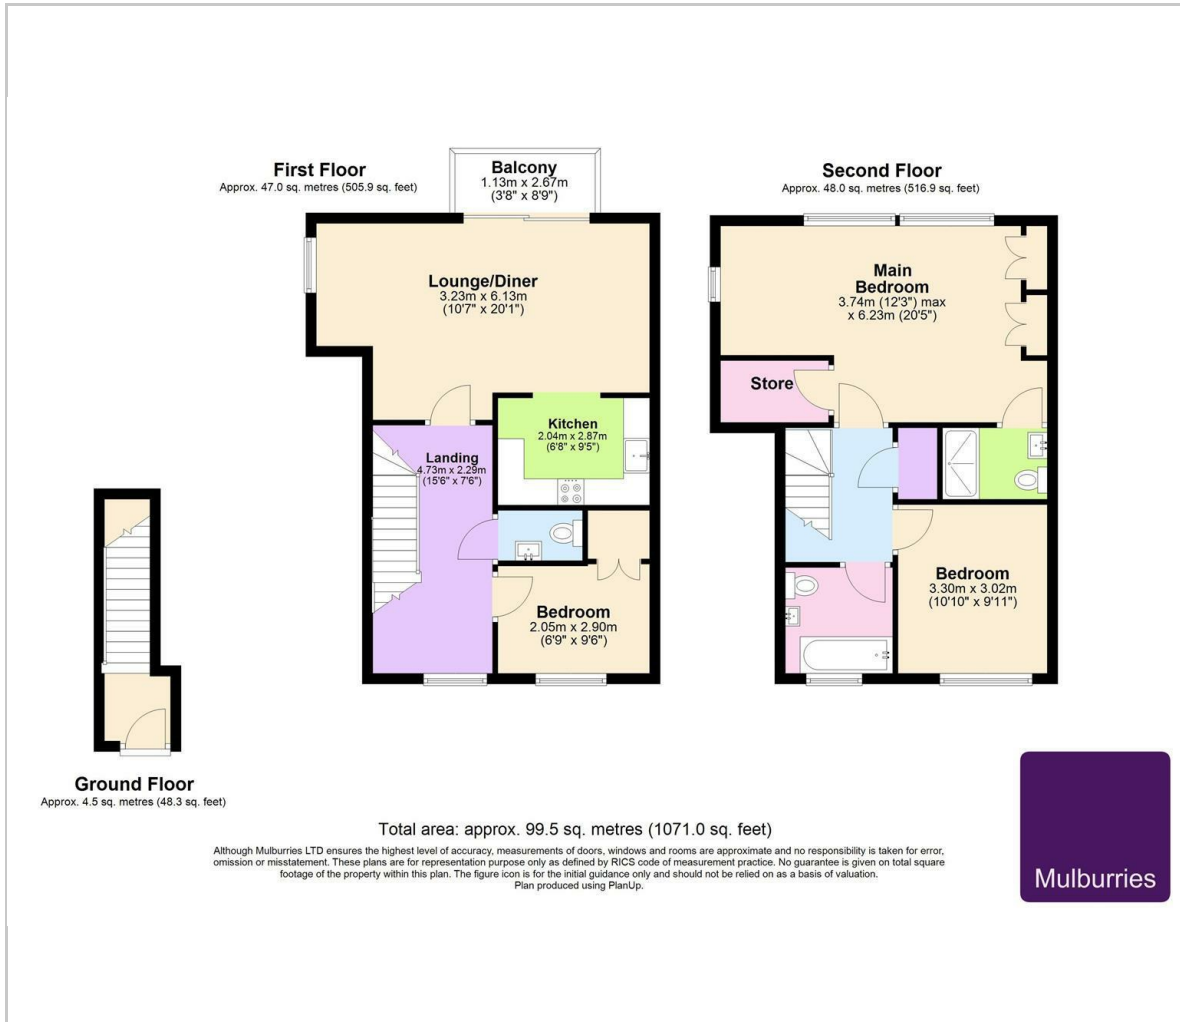 First Floor
Approx. 47.0 sq. metres (505.9 sq. feet)
Balcony
1.13m x 2.67m
(3'8" x 8'9")
Lounge/Diner
3.23m x 6.13m
(10'7" x 20'1")
Kitchen
2.04m x 2.87m
(6'8" x 9'5")
Landing
4.73m x 2.29m
(15'6" x 7'6")
Bedroom
2.05m x 2.90m
(6'9" x 9'6")
Second Floor
Approx. 48.0 sq. metres (516.9 sq. feet)
Main
Bedroom
3.74m (12'3") max
x 6.23m (20'5")
Store
Bedroom
3.30m x 3.02m
(10'10" x 9'11")
Ground Floor
Approx. 4.5 sq. metres (48.3 sq. feet)
Total area: approx. 99.5 sq. metres (1071.0 sq. feet)
Although Mulburries LTD ensures the highest level of accuracy, measurements of doors, windows and rooms are approximate and no responsibility is taken for error,
omission or misstatement. These plans are for representation purpose only as defined by RICS code of measurement practice. No guarantee is given on total square
footage of the property within this plan. The figure icon is for the initial guidance only and should not be relied on as a basis of valuation.
Plan produced using PlanUp.
Mulburries